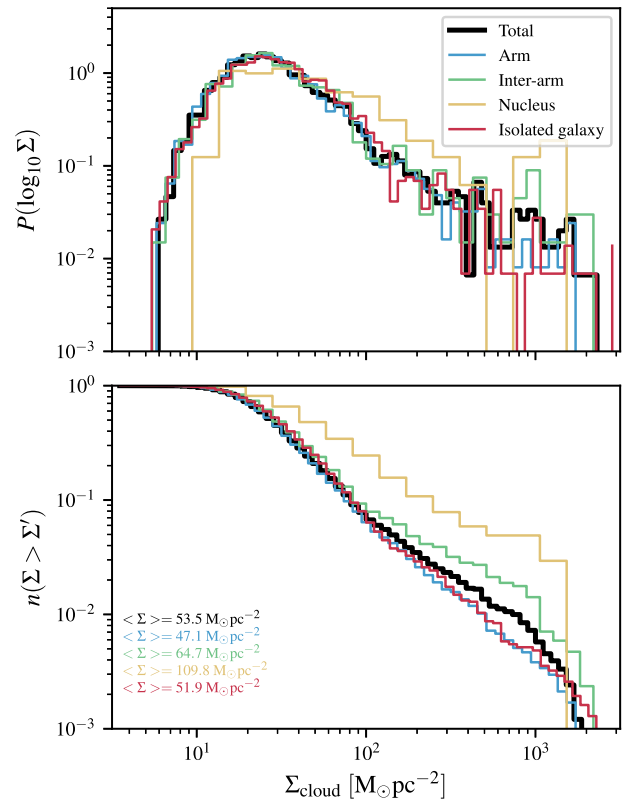 Total
Arm
Inter-arm
Nucleus
Isolated galaxy
P(log₁₀ Σ)
10⁰
10⁻¹
10⁻²
10⁻³
n(Σ > Σ′)
10⁰
10⁻¹
10⁻²
10⁻³
< Σ >= 53.5 M☉pc⁻²
< Σ >= 47.1 M☉pc⁻²
< Σ >= 64.7 M☉pc⁻²
< Σ >= 109.8 M☉pc⁻²
< Σ >= 51.9 M☉pc⁻²
10¹ 10² 10³
Σcloud [M☉pc⁻²]